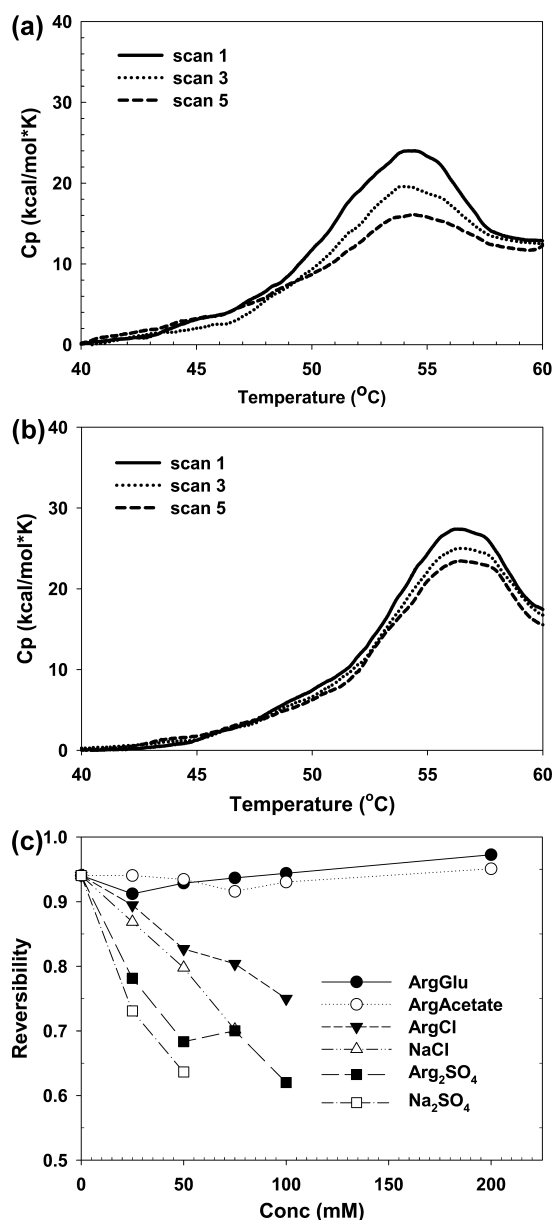 (a)
scan 1
scan 3
scan 5
40
30
20
10
0
Cp (kcal/mol*K)
40 45 50 55 60
Temperature (°C)
(b)
scan 1
scan 3
scan 5
40
30
20
10
0
Cp (kcal/mol*K)
40 45 50 55 60
Temperature (°C)
(c)
1.0
0.9
0.8
0.7
0.6
0.5
Reversibility
ArgGlu
ArgAcetate
ArgCl
NaCl
Arg₂SO₄
Na₂SO₄
0 50 100 150 200
Conc (mM)